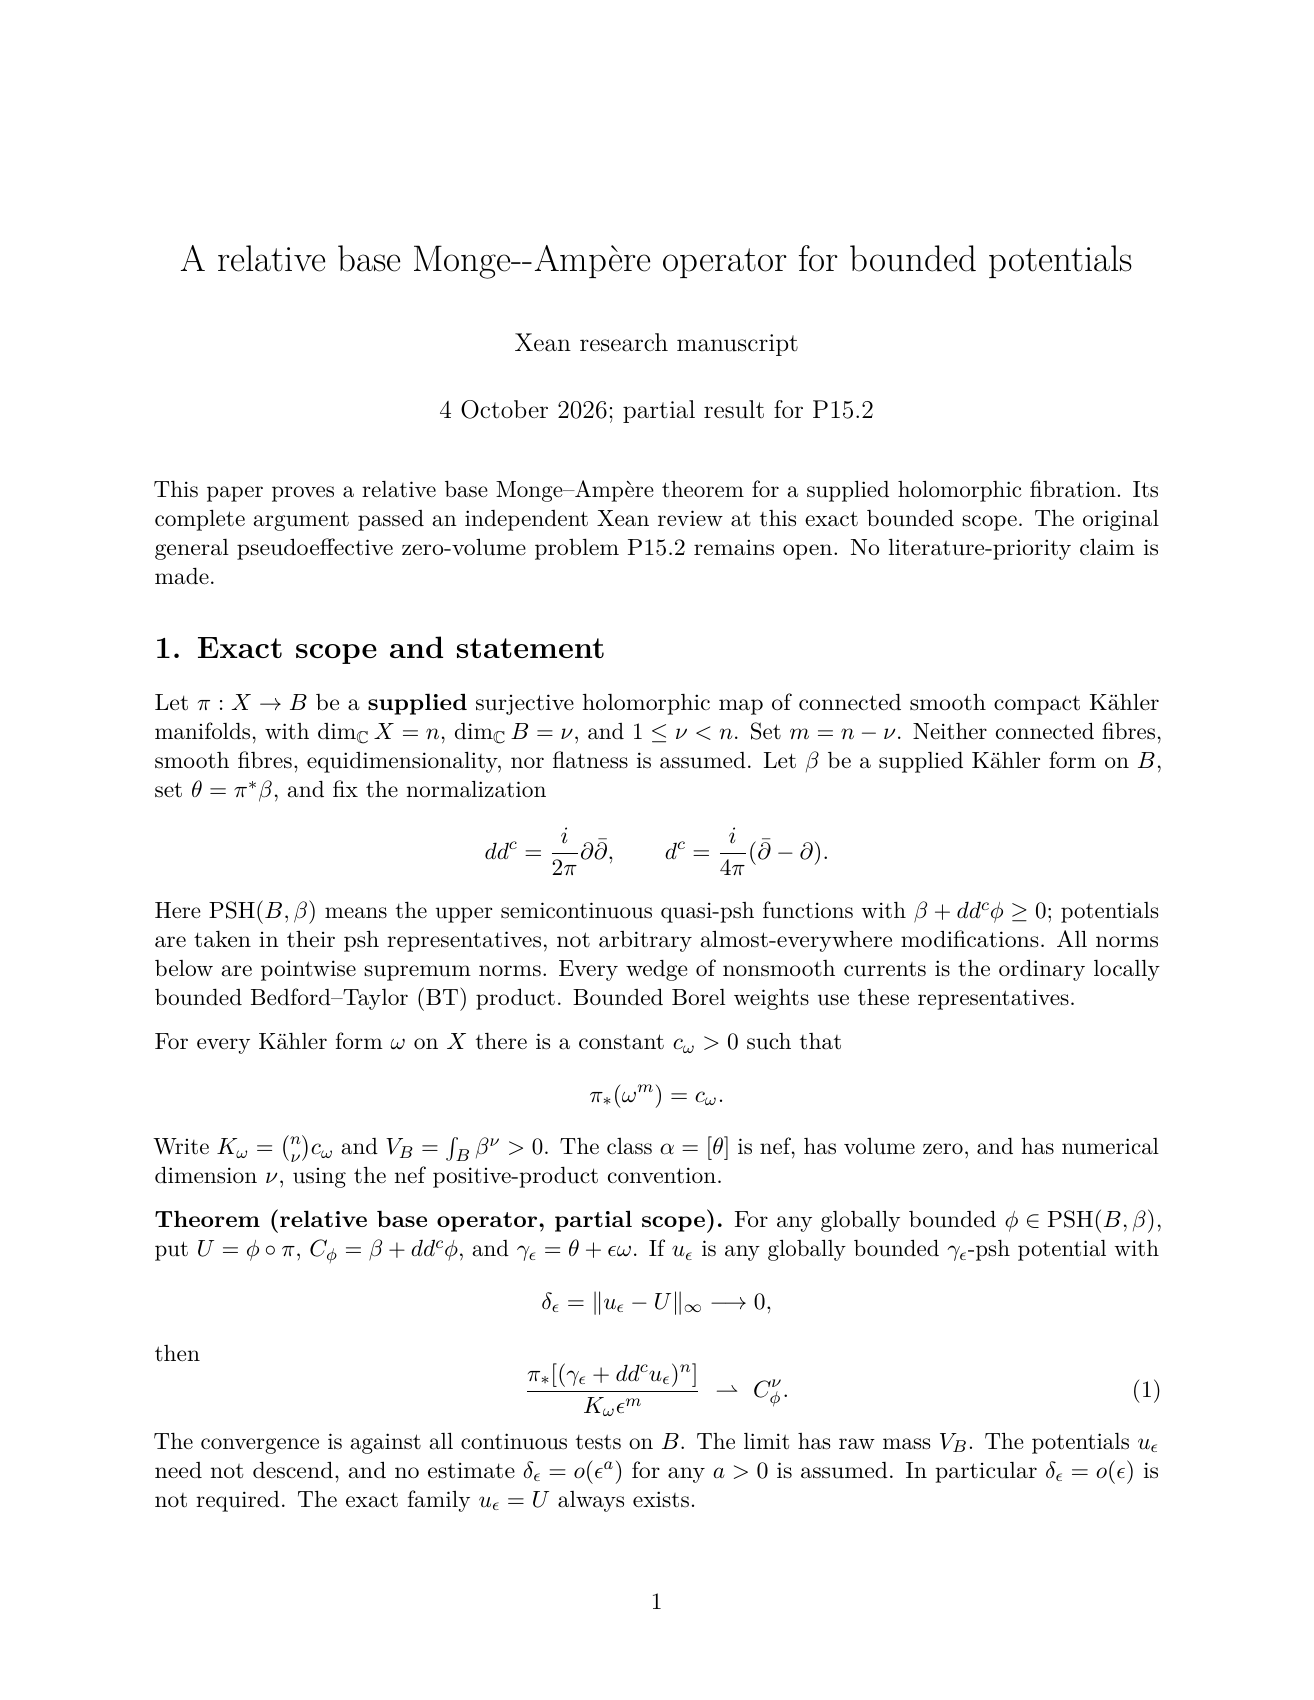 A relative base Monge--Ampère operator for bounded potentials
Xean research manuscript
4 October 2026; partial result for P15.2
This paper proves a relative base Monge–Ampère theorem for a supplied holomorphic fibration. Its
complete argument passed an independent Xean review at this exact bounded scope. The original
general pseudoeffective zero-volume problem P15.2 remains open. No literature-priority claim is
made.
1. Exact scope and statement
Let π : X → B be a supplied surjective holomorphic map of connected smooth compact Kähler
manifolds, with dim_ℂ X = n, dim_ℂ B = ν, and 1 ≤ ν < n. Set m = n − ν. Neither connected fibres,
smooth fibres, equidimensionality, nor flatness is assumed. Let β be a supplied Kähler form on B,
set θ = π*β, and fix the normalization
dd^c = \frac{i}{2π}∂∂̄, d^c = \frac{i}{4π}(∂̄ − ∂).
Here PSH(B, β) means the upper semicontinuous quasi-psh functions with β + dd^cϕ ≥ 0; potentials
are taken in their psh representatives, not arbitrary almost-everywhere modifications. All norms
below are pointwise supremum norms. Every wedge of nonsmooth currents is the ordinary locally
bounded Bedford–Taylor (BT) product. Bounded Borel weights use these representatives.
For every Kähler form ω on X there is a constant c_ω > 0 such that
π_*(ω^m) = c_ω.
Write K_ω = \binom{n}{ν}c_ω and V_B = ∫_B β^ν > 0. The class α = [θ] is nef, has volume zero, and has numerical
dimension ν, using the nef positive-product convention.
Theorem (relative base operator, partial scope). For any globally bounded ϕ ∈ PSH(B, β),
put U = ϕ ∘ π, C_ϕ = β + dd^cϕ, and γ_ϵ = θ + ϵω. If u_ϵ is any globally bounded γ_ϵ-psh potential with
δ_ϵ = ‖u_ϵ − U‖_∞ ⟶ 0,
then
\frac{π_*[(γ_ϵ + dd^c u_ϵ)^n]}{K_ω ϵ^m} ⇀ C_ϕ^ν. (1)
The convergence is against all continuous tests on B. The limit has raw mass V_B. The potentials u_ϵ
need not descend, and no estimate δ_ϵ = o(ϵ^a) for any a > 0 is assumed. In particular δ_ϵ = o(ϵ) is
not required. The exact family u_ϵ = U always exists.
1